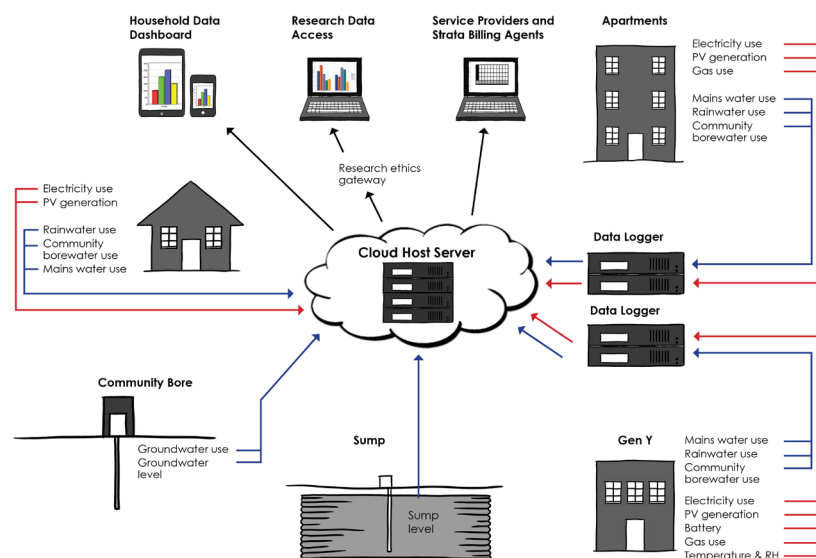 Household Data
Dashboard
Research Data
Access
Service Providers and
Strata Billing Agents
Apartments
Electricity use
PV generation
Gas use
Mains water use
Rainwater use
Community
borewater use
Research ethics
gateway
Electricity use
PV generation
Rainwater use
Community
borewater use
Mains water use
Cloud Host Server
Data Logger
Data Logger
Community Bore
Groundwater use
Groundwater
level
Sump
Sump
level
Gen Y
Mains water use
Rainwater use
Community
borewater use
Electricity use
PV generation
Battery
Gas use
Temperature & RH